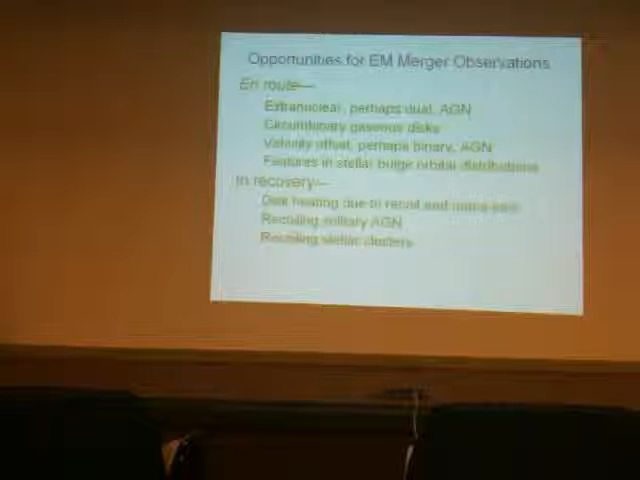 Opportunities for EM Merger Observations
En route—
Extranuclear, perhaps dual, AGN
Circumbinary gaseous disks
Velocity offset, perhaps binary, AGN
Features in stellar bulge orbital distributions
In recovery—
Disk heating due to recoil and mass loss
Recoiling solitary AGN
Recoiling stellar clusters